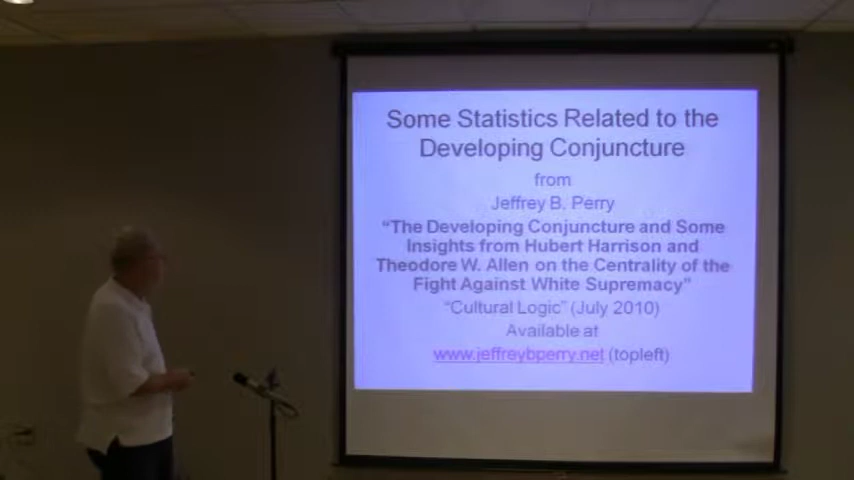 Some Statistics Related to the
Developing Conjuncture
from
Jeffrey B. Perry
“The Developing Conjuncture and Some
Insights from Hubert Harrison and
Theodore W. Allen on the Centrality of the
Fight Against White Supremacy”
“Cultural Logic” (July 2010)
Available at
www.jeffreybperry.net (topleft)